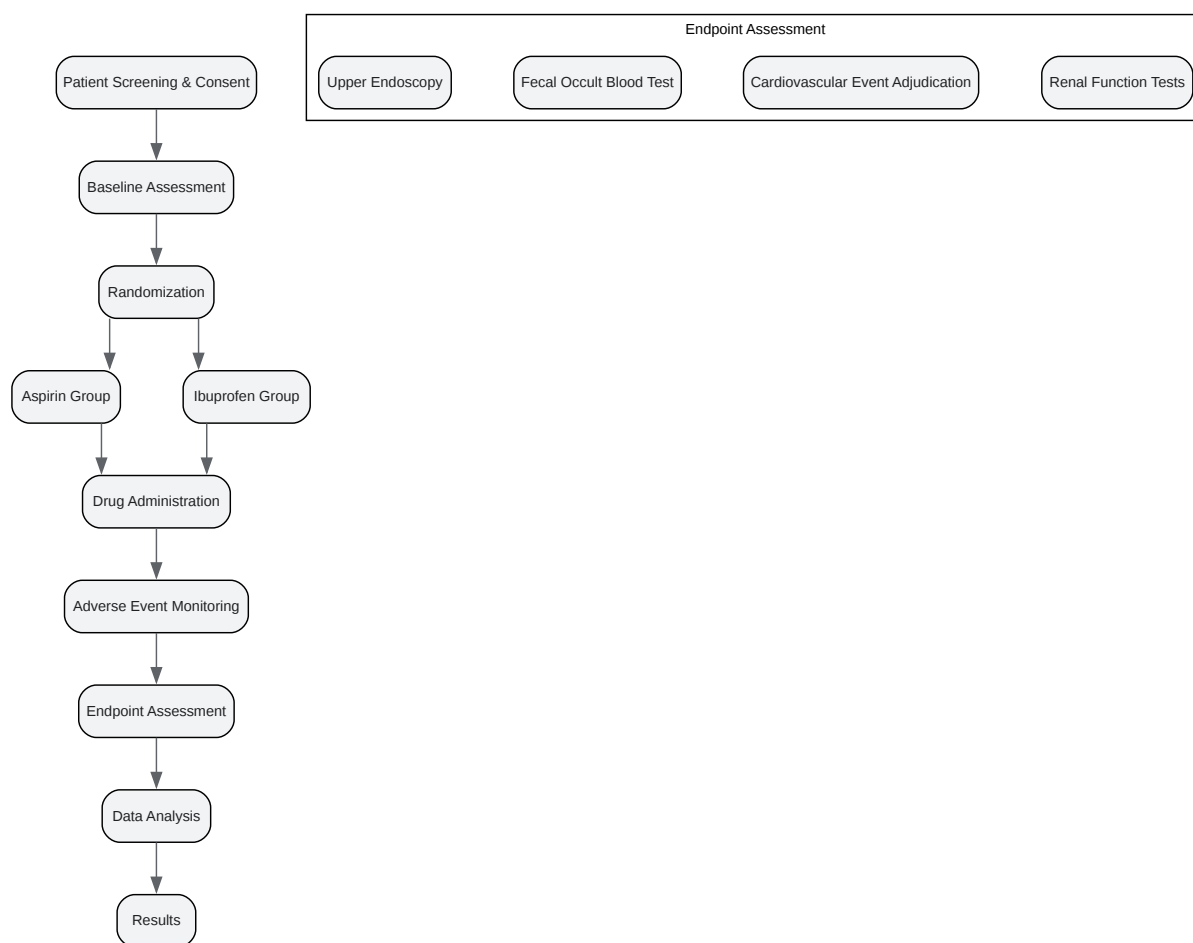 Endpoint Assessment
Patient Screening & Consent
Upper Endoscopy
Fecal Occult Blood Test
Cardiovascular Event Adjudication
Renal Function Tests
Baseline Assessment
Randomization
Aspirin Group
Ibuprofen Group
Drug Administration
Adverse Event Monitoring
Endpoint Assessment
Data Analysis
Results